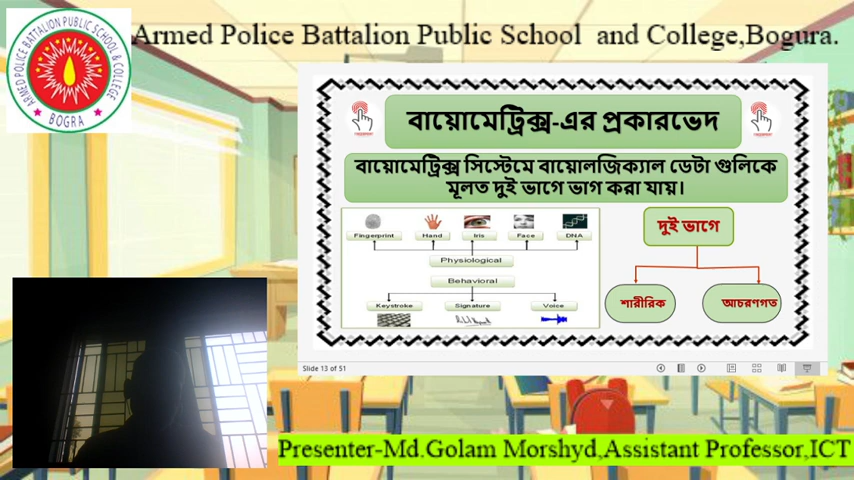 Armed Police Battalion Public School and College,Bogura.
ARMED POLICE BATTALION PUBLIC SCHOOL & COLLEGE
BOGRA
বায়োমেট্রিক্স-এর প্রকারভেদ
বায়োমেট্রিক্স সিস্টেমে বায়োলজিক্যাল ডেটা গুলিকে
মূলত দুই ভাগে ভাগ করা যায়।
Fingerprint Hand Iris Face DNA
Physiological
Behavioral
Keystroke Signature Voice
দুই ভাগে
শারীরিক আচরণগত
Slide 13 of 51
Presenter-Md.Golam Morshyd,Assistant Professor,ICT